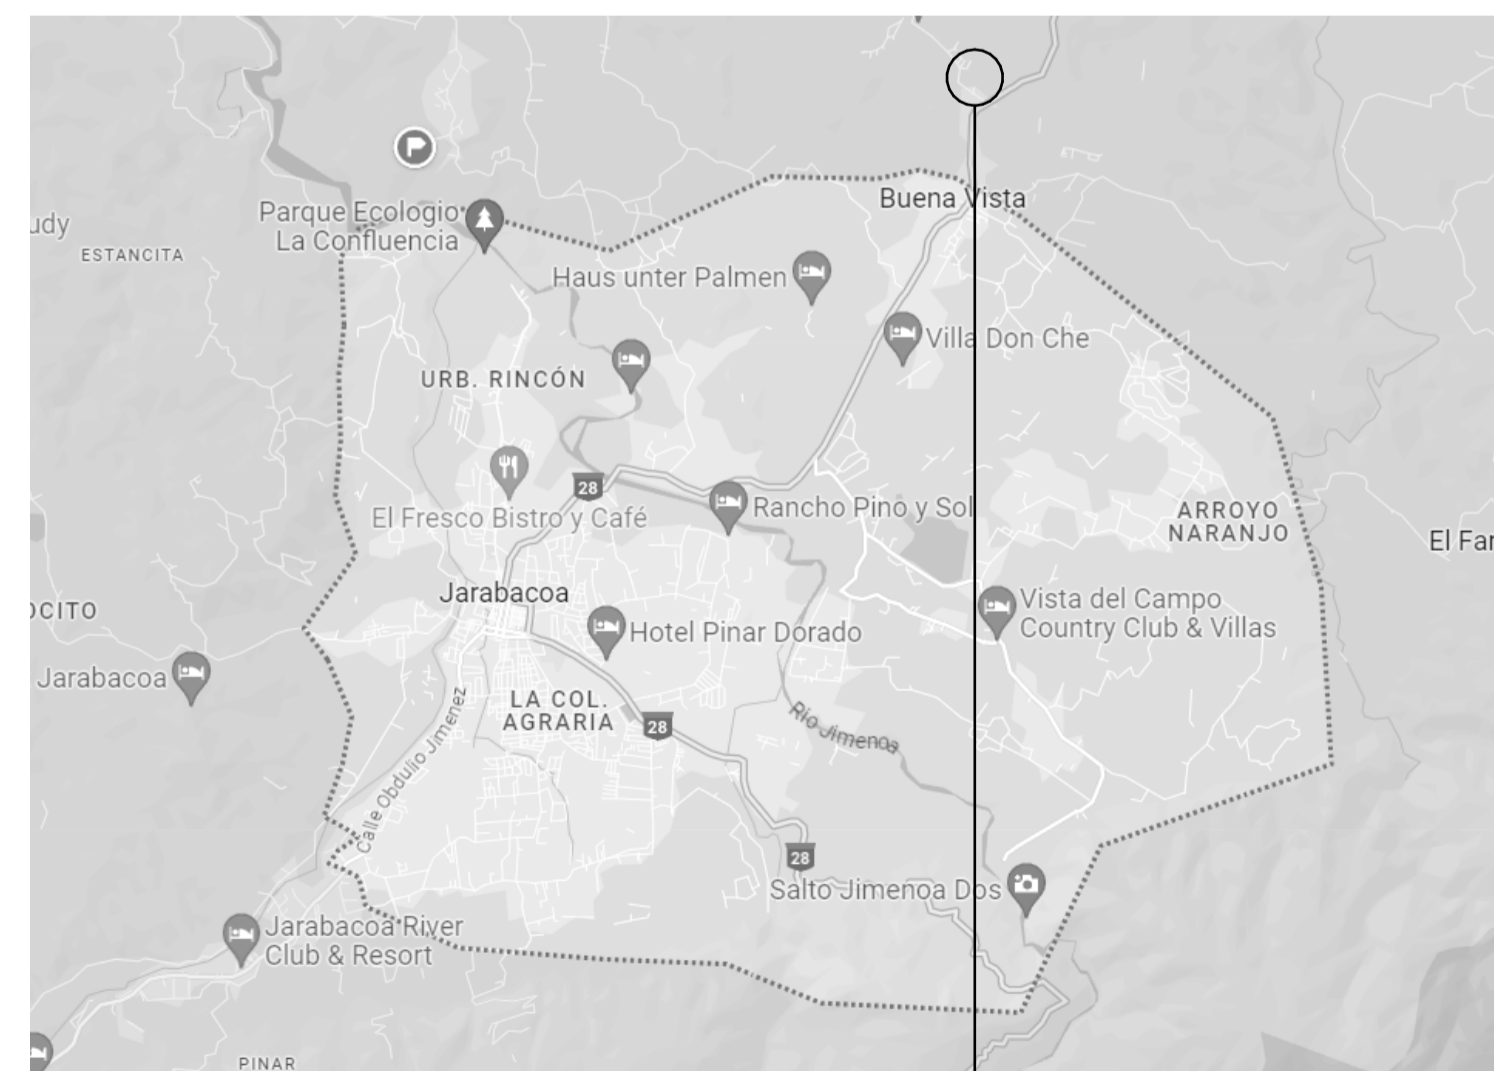 Parque Ecologio
La Confluencia
Buena Vista
udy
ESTANCITA
Haus unter Palmen
Villa Don Che
URB. RINCÓN
28
Rancho Pino y Sol
El Fresco Bistro y Café
ARROYO
NARANJO
El Far
Jarabacoa
OCITO
Vista del Campo
Country Club & Villas
Hotel Pinar Dorado
Jarabacoa
LA COL.
AGRARIA
28
Río Jimenoa
Calle Obdulio Jimenez
28
Salto Jimenoa Dos
Jarabacoa River
Club & Resort
PINAR